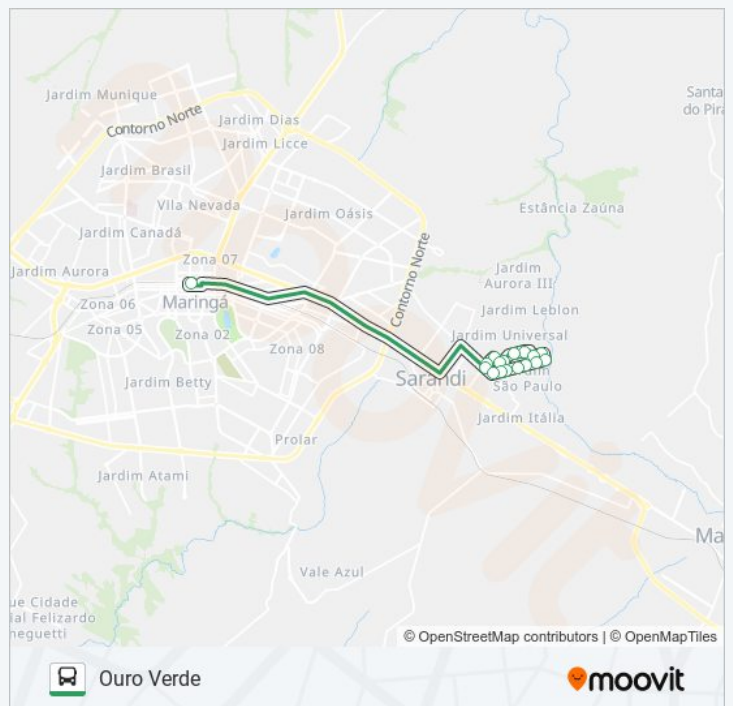 Jardim Munique
Contorno Norte
Jardim Dias
Jardim Licce
Santa
do Pira
Jardim Brasil
Vila Nevada
Jardim Oásis
Estância Zaúna
Jardim Canadá
Zona 07
Contorno Norte
Jardim
Aurora III
Jardim Aurora
Zona 06
Maringá
Jardim Leblon
Zona 05
Zona 02
Jardim Universal
Zona 08
Jardim Betty
Sarandi
São Paulo
Jardim Itália
Prolar
Jardim Atami
Ma
Vale Azul
ue Cidade
ial Felizardo
neguetti
© OpenStreetMap contributors | © OpenMapTiles
Ouro Verde
moovit